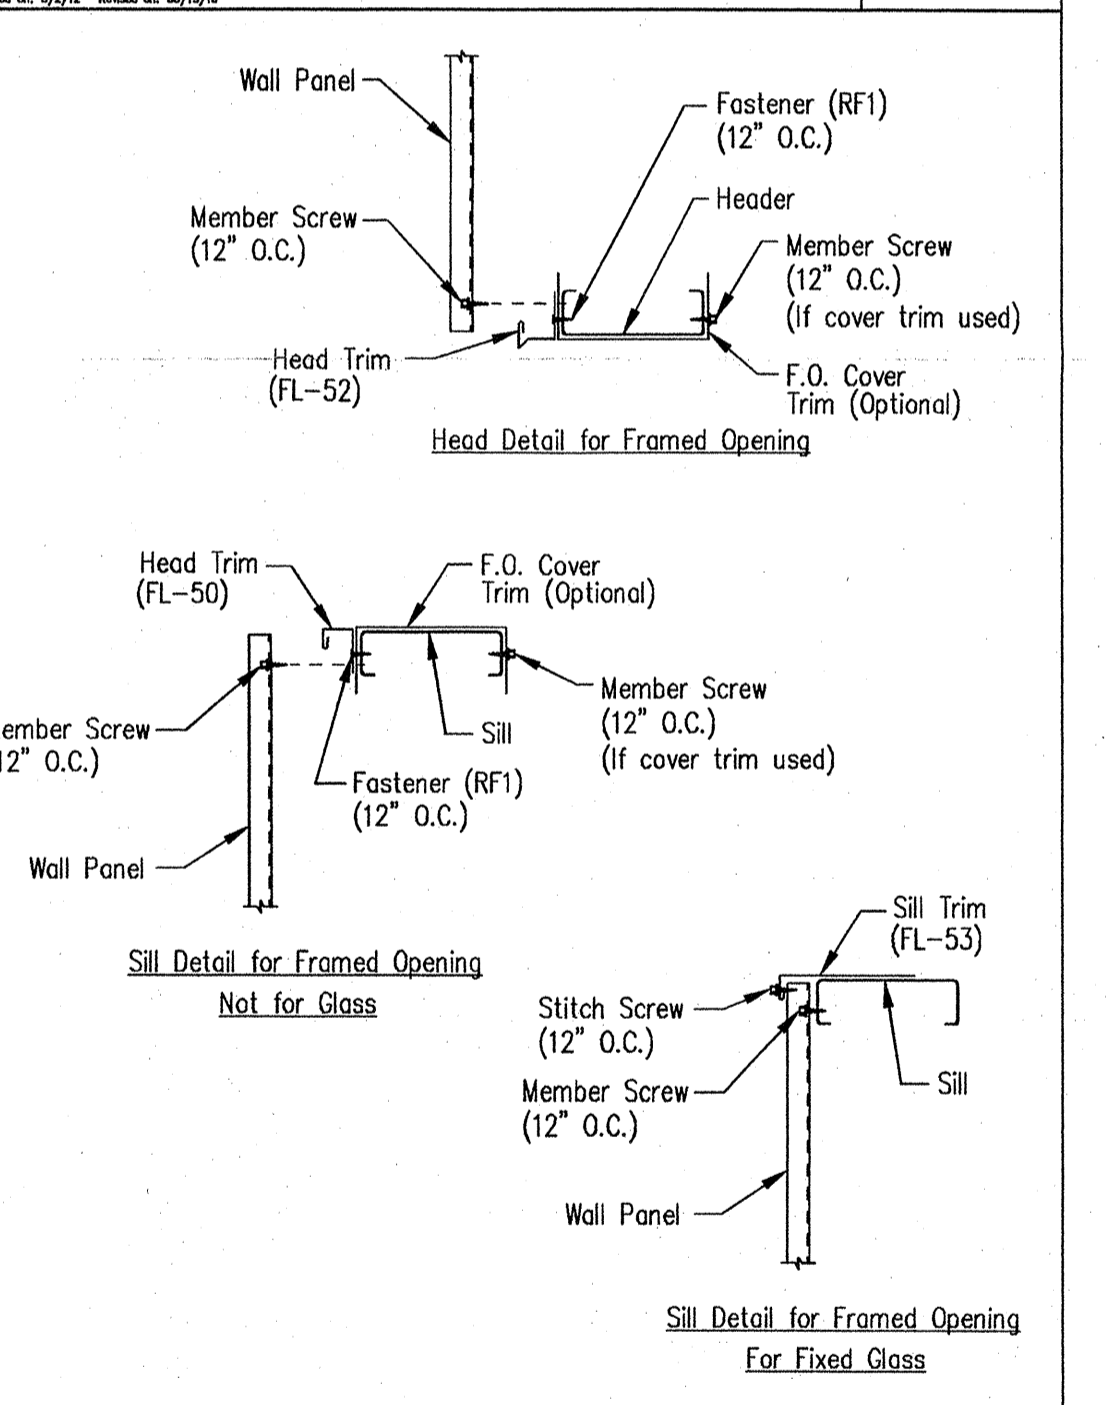 Wall Panel
Fastener (RF1)
(12" O.C.)
Header
Member Screw
(12" O.C.)
Member Screw
(12" O.C.)
(If cover trim used)
Head Trim
(FL-52)
F.O. Cover
Trim (Optional)
Head Detail for Framed Opening
Head Trim
(FL-50)
F.O. Cover
Trim (Optional)
Member Screw
(12" O.C.)
(If cover trim used)
ember Screw
12" O.C.)
Sill
Fastener (RF1)
(12" O.C.)
Wall Panel
Sill Detail for Framed Opening
Not for Glass
Sill Trim
(FL-53)
Stitch Screw
(12" O.C.)
Member Screw
(12" O.C.)
Sill
Wall Panel
Sill Detail for Framed Opening
For Fixed Glass